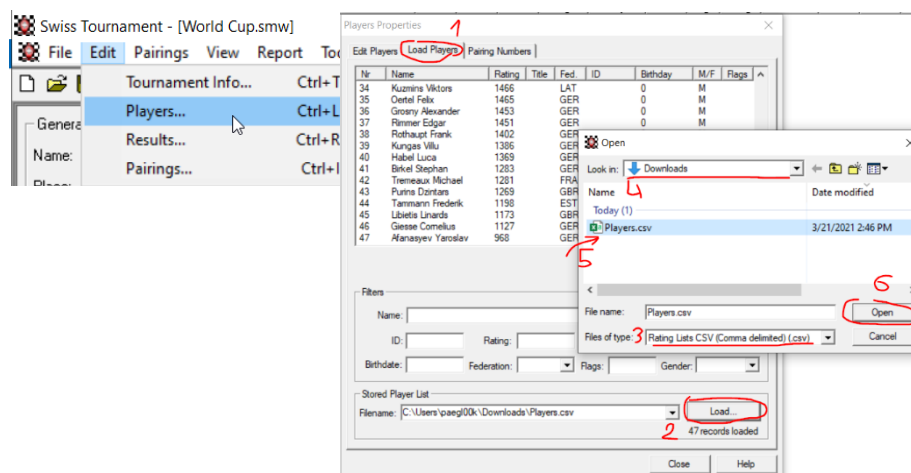 Swiss Tournament - [World Cup.smw]
File Edit Pairings View Report To
Tournament Info... Ctrl+T
Players... Ctrl+L
Results... Ctrl+R
Pairings... Ctrl+I
Genera
Name:
Players Properties
1
Edit Players Load Players Pairing Numbers
Nr Name Rating Title Fed. ID Birthday M/F Flags
34 Kuzmins Viktors 1466 LAT 0 M
35 Oertel Felix 1465 GER 0 M
36 Grosny Alexander 1453 GER 0 M
37 Rimmer Edgar 1451 GER 0 M
38 Rothaupt Frank 1402 GER
39 Kungas Villu 1386 GER
40 Habel Luca 1369 GER
41 Birkel Stephan 1283 GER
42 Tremeaux Michael 1281 FRA
43 Purins Dzintars 1269 GBR
44 Tammann Frederik 1198 EST
45 Libietis Linards 1173 GBR
46 Giesse Cornelius 1127 GER
47 Afanasyev Yaroslav 968 GER
Filters
Name:
ID: Rating:
Birthdate: Federation: Flags: Gender:
Stored Player List
Filename: C:\Users\paegl00k\Downloads\Players.csv Load...
2 47 records loaded
Close Help
Open
Look in: Downloads
4
Name Date modified
Today (1)
Players.csv 3/21/2021 2:46 PM
5
6
File name: Players.csv Open
Files of type: 3 Rating Lists CSV (Comma delimited) (.csv) Cancel